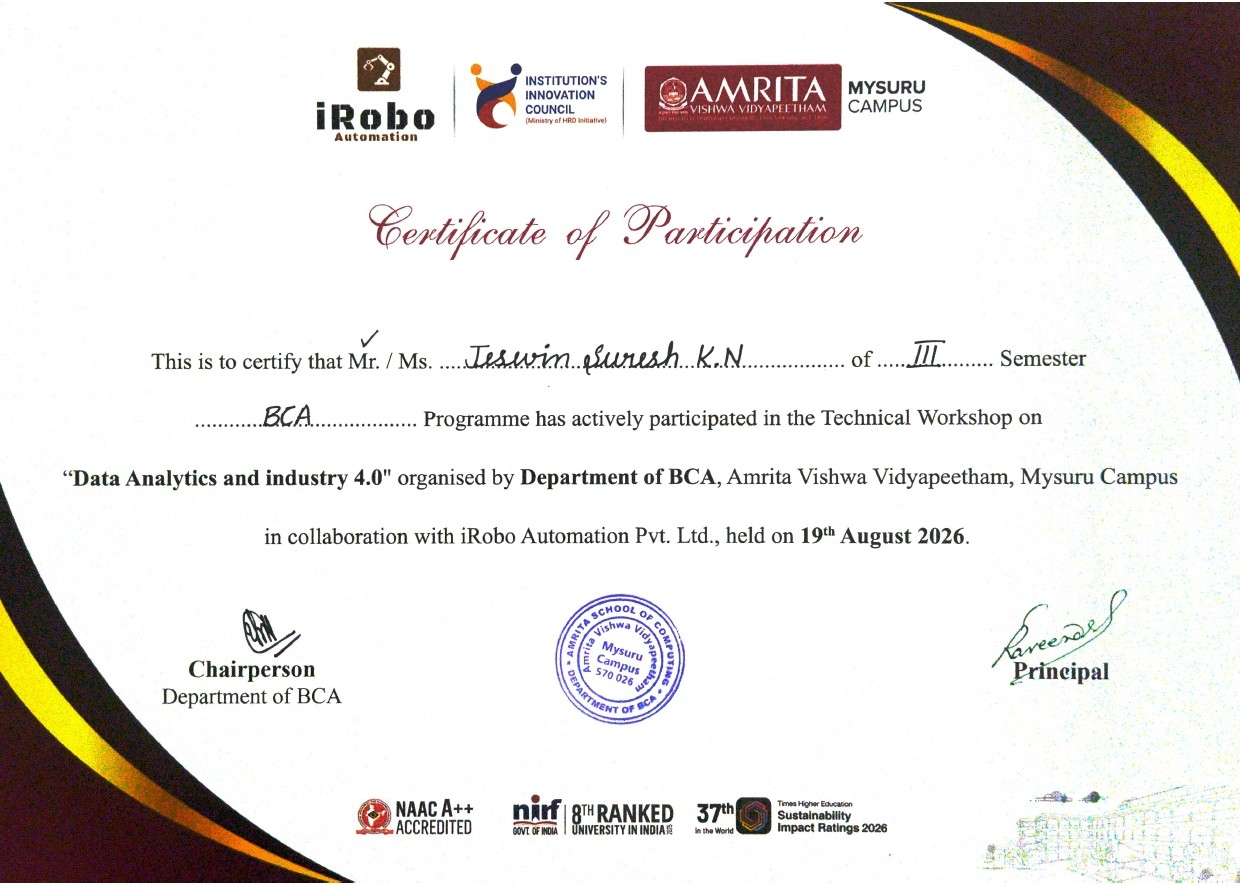 iRobo
Automation
INSTITUTION'S
INNOVATION
COUNCIL
(Ministry of HRD Initiative)
AMRITA
VISHWA VIDYAPEETHAM
MYSURU
CAMPUS
Certificate of Participation
This is to certify that Mr. / Ms. Jeswin Suresh K.N of III Semester
BCA Programme has actively participated in the Technical Workshop on
“Data Analytics and industry 4.0" organised by Department of BCA, Amrita Vishwa Vidyapeetham, Mysuru Campus
in collaboration with iRobo Automation Pvt. Ltd., held on 19th August 2026.
Chairperson
Department of BCA
AMRITA SCHOOL OF COMPUTING
DEPARTMENT OF BCA
Amrita Vishwa Vidyapeetham
Mysuru
Campus
570 026
Principal
NAAC A++
ACCREDITED
nirf
GOVT. OF INDIA
8TH RANKED
UNIVERSITY IN INDIA
37th
in the World
Times Higher Education
Sustainability
Impact Ratings 2026